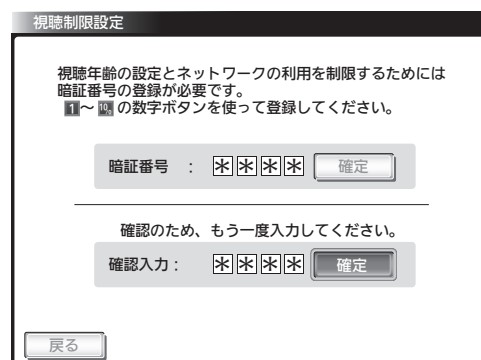 視聴制限設定
視聴年齢の設定とネットワークの利用を制限するためには
暗証番号の登録が必要です。
1～10 の数字ボタンを使って登録してください。
暗証番号 : ＊＊＊＊ 確定
確認のため、もう一度入力してください。
確認入力 : ＊＊＊＊ 確定
戻る